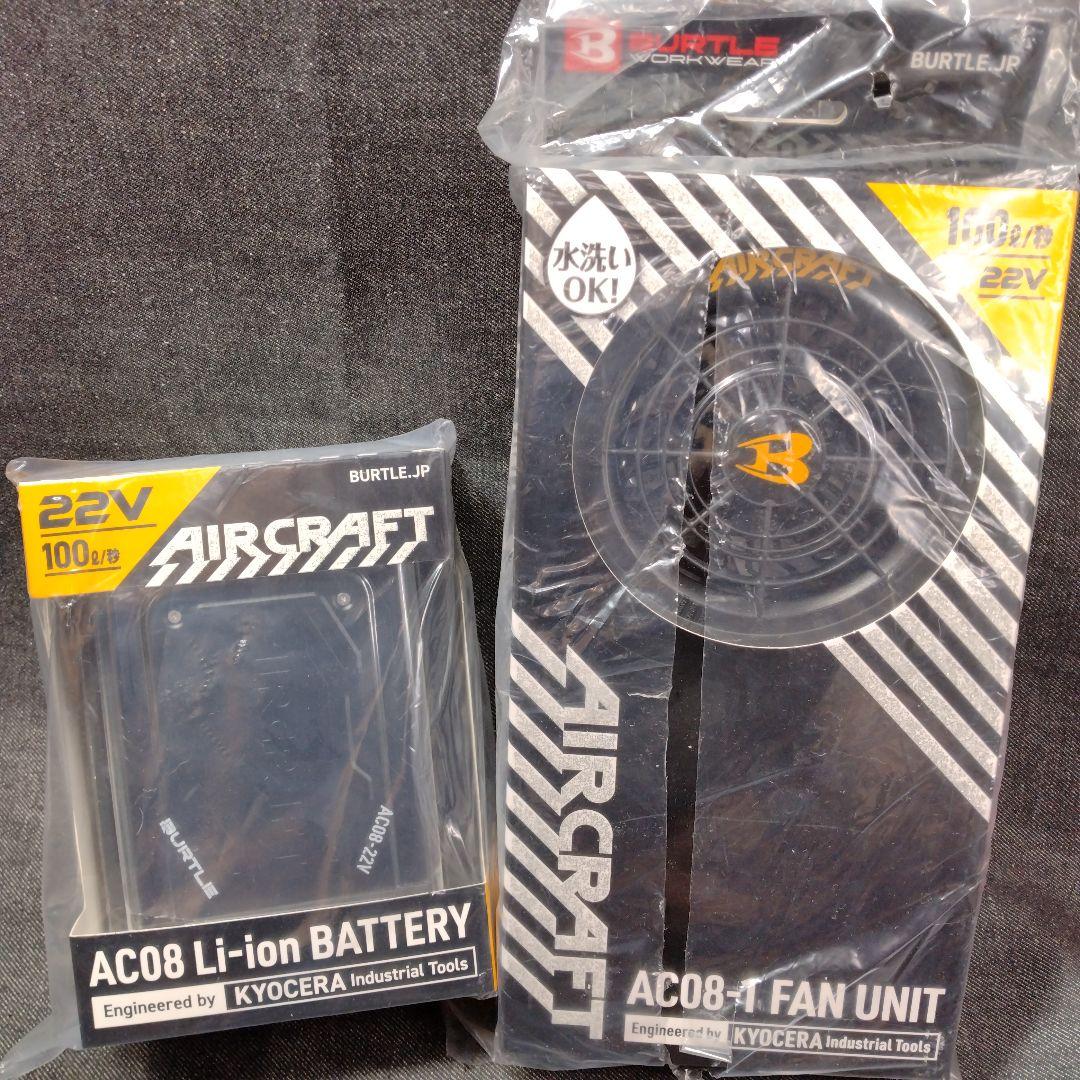 BURTLE
WORKWEAR
BURTLE.JP
水洗い
OK!
100ℓ/秒
22V
AIRCRAFT
B
AIRCRAFT
AC08-1 FAN UNIT
Engineered by KYOCERA Industrial Tools
22V
100ℓ/秒
BURTLE.JP
AIRCRAFT
BURTLE
AC08-22V
AC08 Li-ion BATTERY
Engineered by KYOCERA Industrial Tools